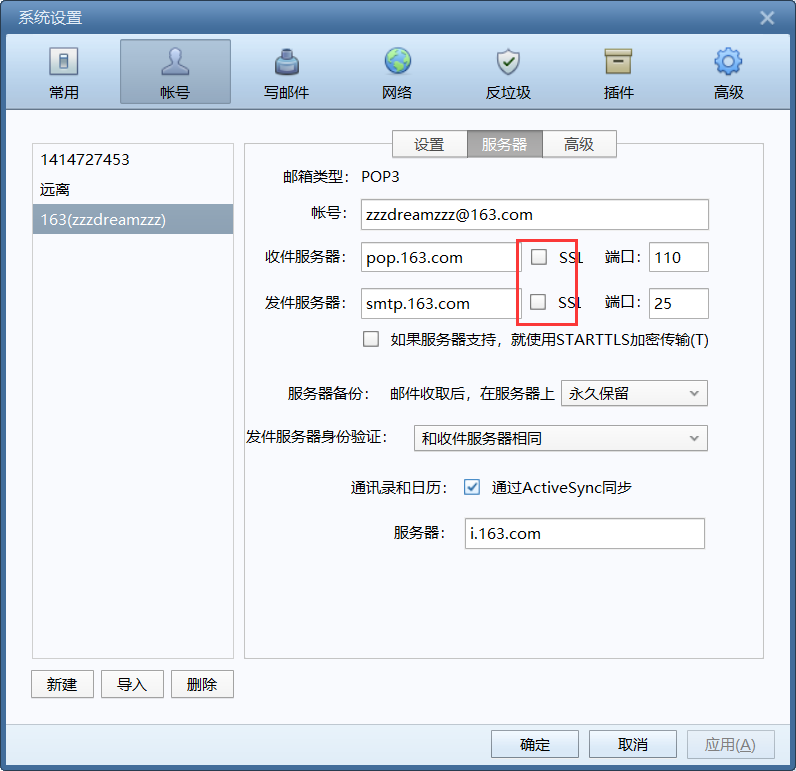 系统设置
常用 帐号 写邮件 网络 反垃圾 插件 高级
设置 服务器 高级
1414727453
远离
163(zzzdreamzzz)
邮箱类型： POP3
帐号： zzzdreamzzz@163.com
收件服务器： pop.163.com SSL 端口： 110
发件服务器： smtp.163.com SSL 端口： 25
如果服务器支持，就使用STARTTLS加密传输(T)
服务器备份： 邮件收取后，在服务器上 永久保留
发件服务器身份验证： 和收件服务器相同
通讯录和日历： 通过ActiveSync同步
服务器： i.163.com
新建 导入 删除
确定 取消 应用(A)